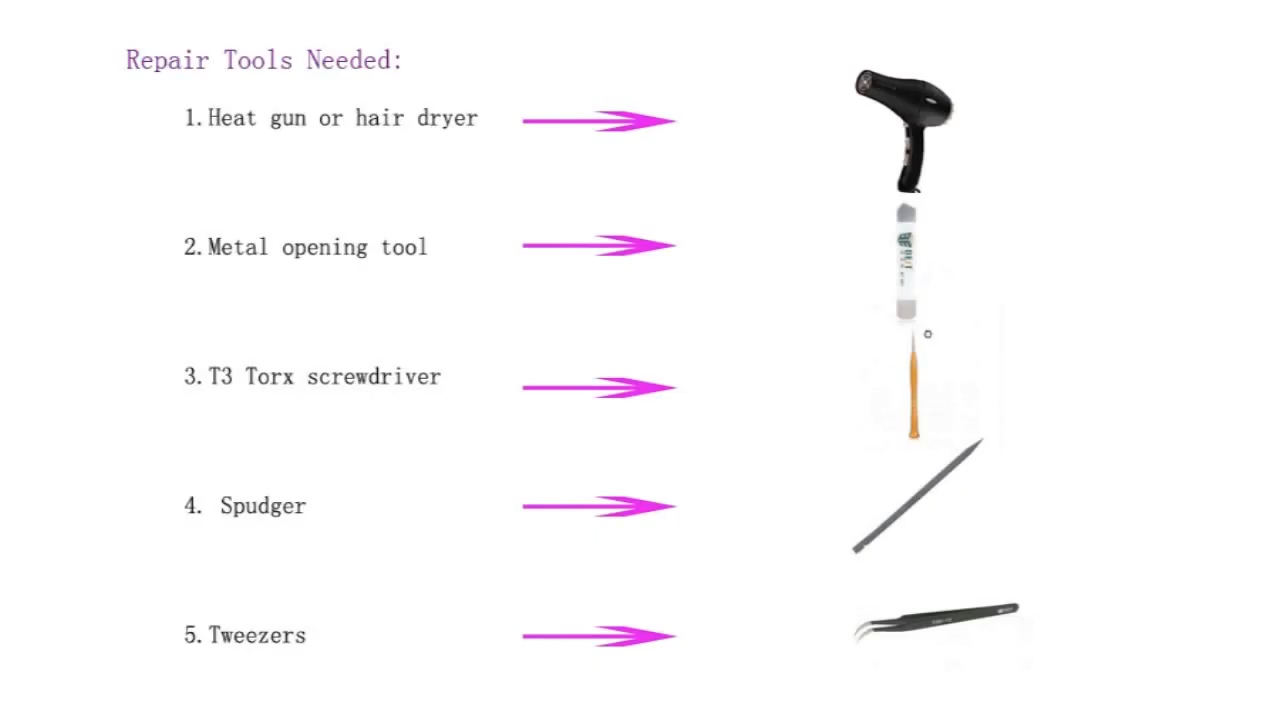 Repair Tools Needed:
1.Heat gun or hair dryer
2.Metal opening tool
3.T3 Torx screwdriver
4. Spudger
5.Tweezers